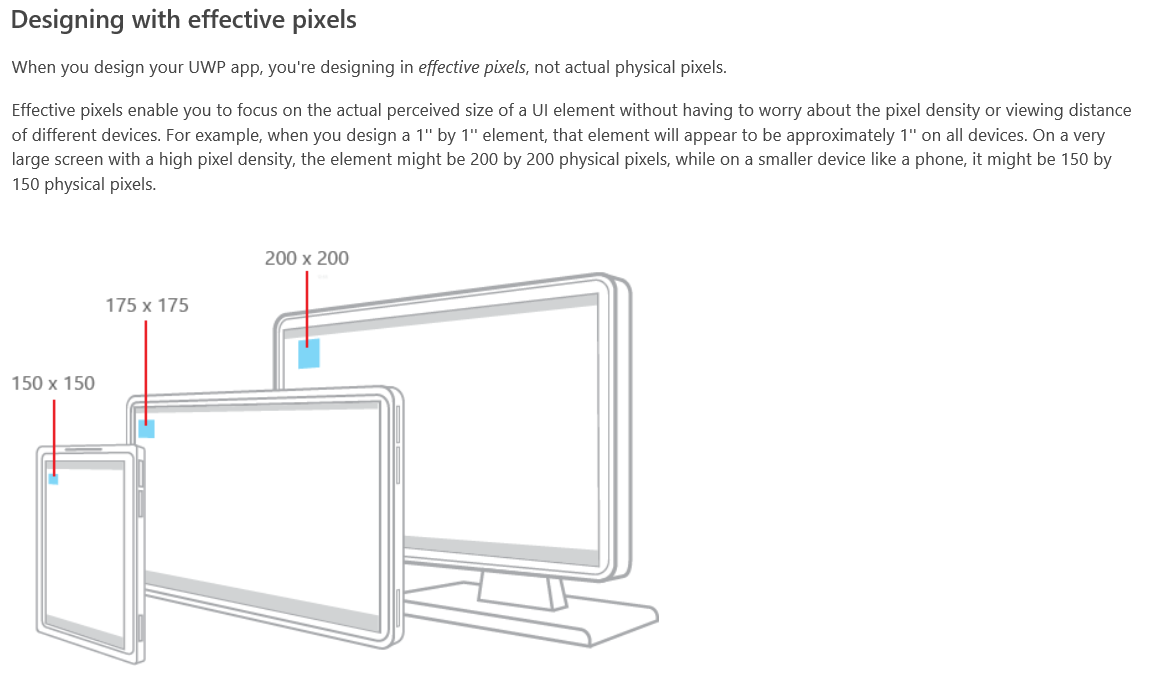 Designing with effective pixels
When you design your UWP app, you're designing in effective pixels, not actual physical pixels.
Effective pixels enable you to focus on the actual perceived size of a UI element without having to worry about the pixel density or viewing distance
of different devices. For example, when you design a 1" by 1" element, that element will appear to be approximately 1" on all devices. On a very
large screen with a high pixel density, the element might be 200 by 200 physical pixels, while on a smaller device like a phone, it might be 150 by
150 physical pixels.
200 x 200
175 x 175
150 x 150